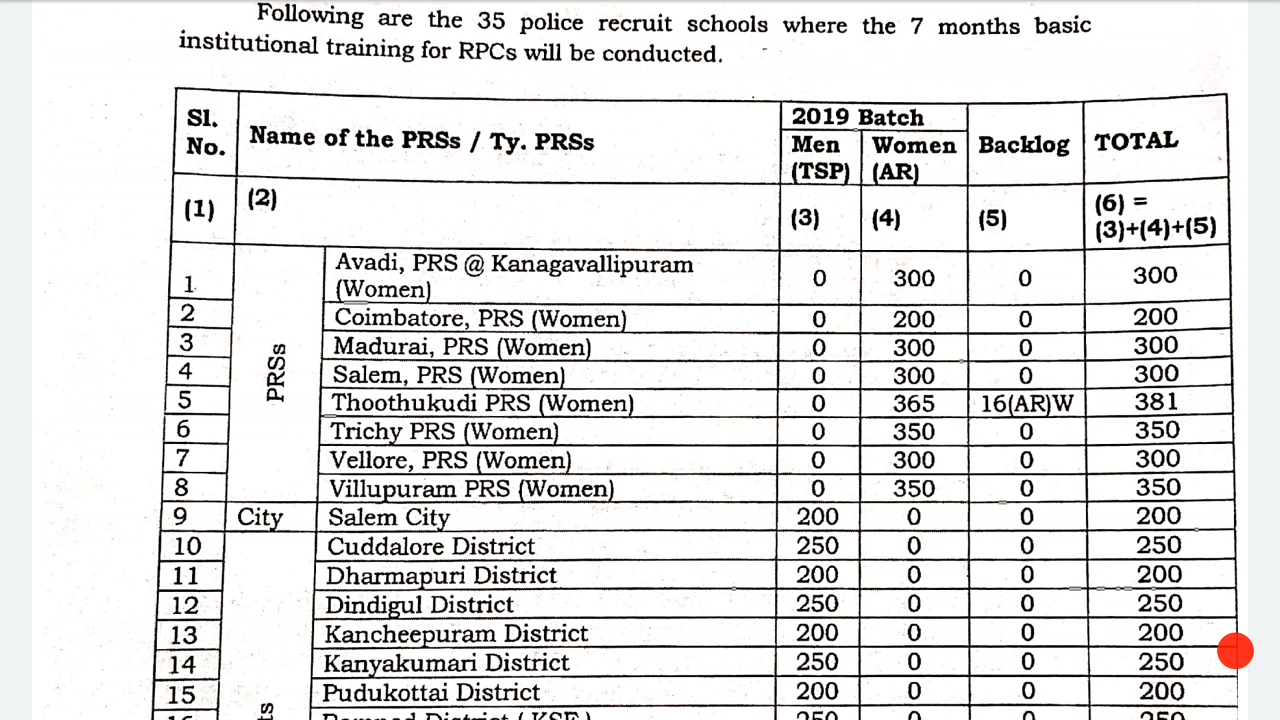 Following are the 35 police recruit schools where the 7 months basic
institutional training for RPCs will be conducted.
Sl. No. Name of the PRSs / Ty. PRSs 2019 Batch Backlog TOTAL
Men (TSP) Women (AR)
(1) (2) (3) (4) (5) (6) = (3)+(4)+(5)
PRSs
1 Avadi, PRS @ Kanagavallipuram (Women) 0 300 0 300
2 Coimbatore, PRS (Women) 0 200 0 200
3 Madurai, PRS (Women) 0 300 0 300
4 Salem, PRS (Women) 0 300 0 300
5 Thoothukudi PRS (Women) 0 365 16(AR)W 381
6 Trichy PRS (Women) 0 350 0 350
7 Vellore, PRS (Women) 0 300 0 300
8 Villupuram PRS (Women) 0 350 0 350
9 City Salem City 200 0 0 200
10 Cuddalore District 250 0 0 250
11 Dharmapuri District 200 0 0 200
12 Dindigul District 250 0 0 250
13 Kancheepuram District 200 0 0 200
14 Kanyakumari District 250 0 0 250
15 Pudukottai District 200 0 0 200